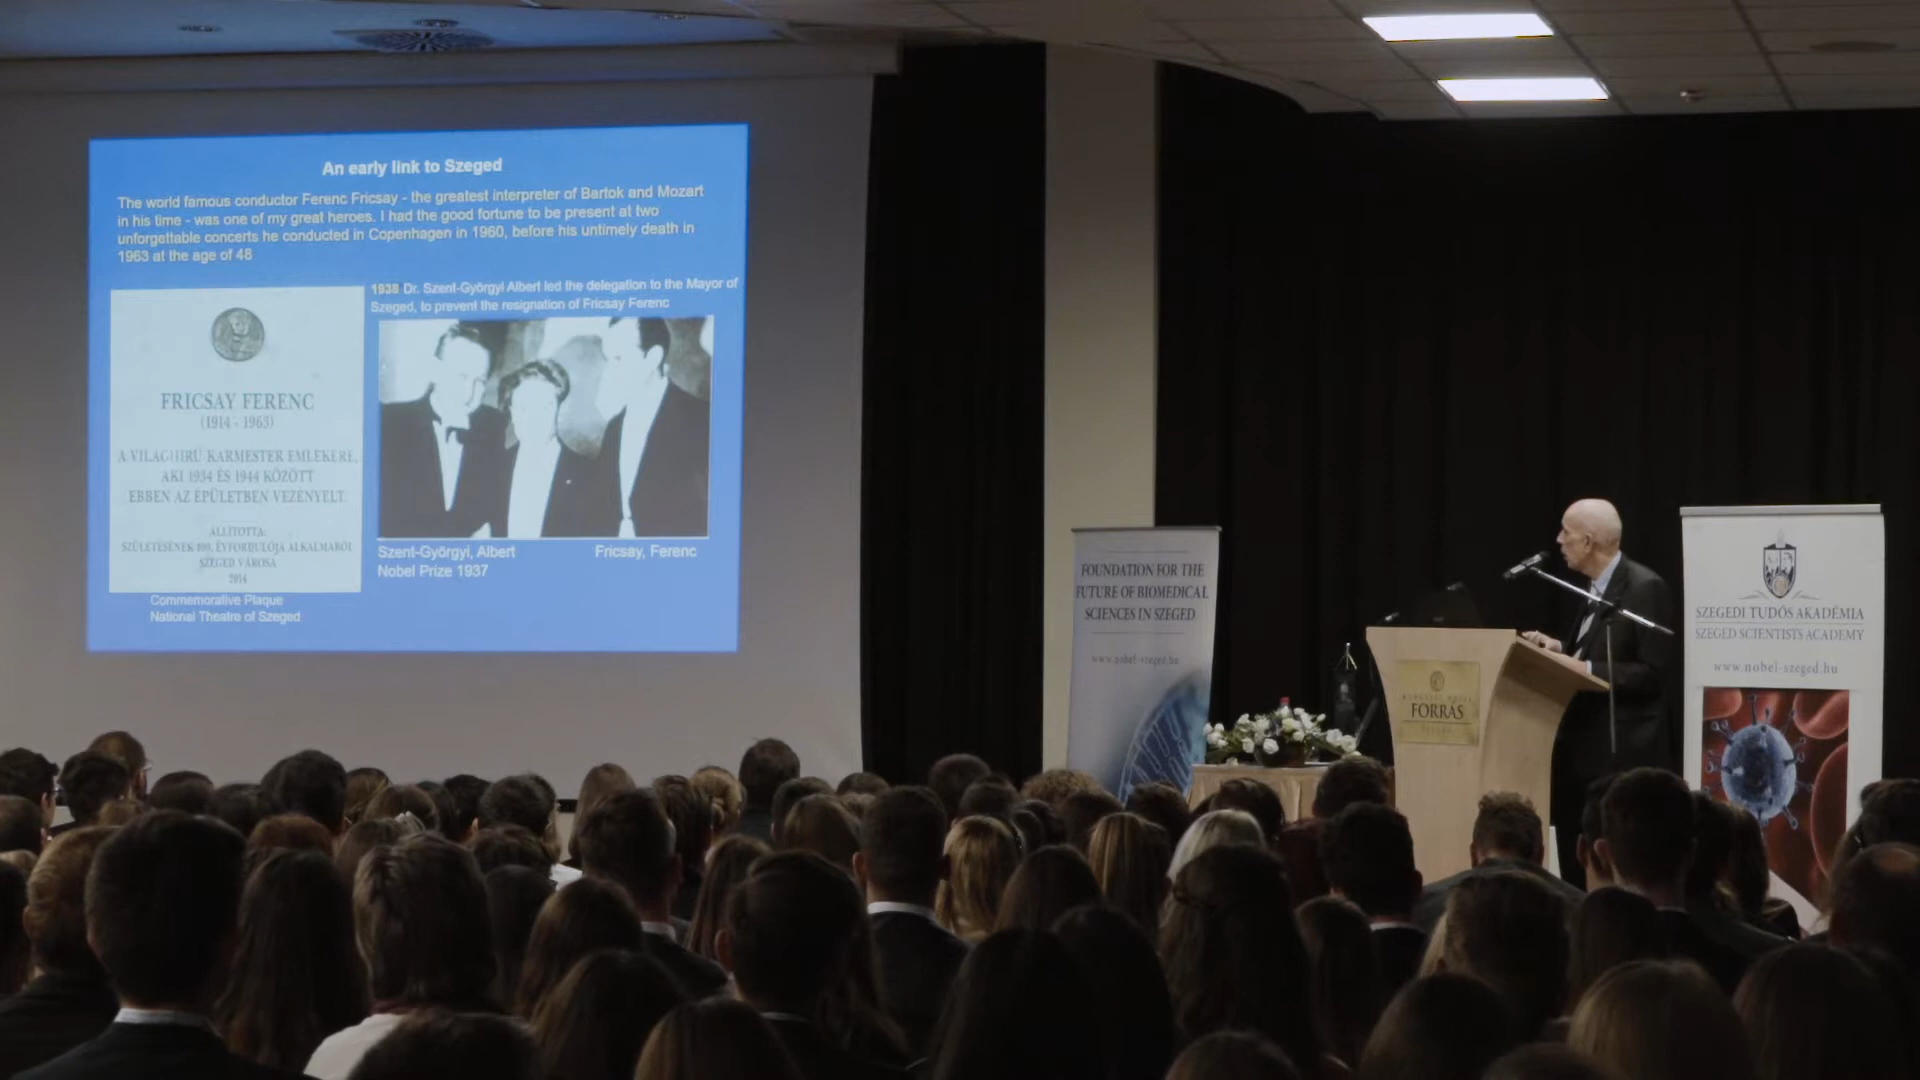 An early link to Szeged
The world famous conductor Ferenc Fricsay - the greatest interpreter of Bartok and Mozart
in his time - was one of my great heroes. I had the good fortune to be present at two
unforgettable concerts he conducted in Copenhagen in 1960, before his untimely death in
1963 at the age of 48
1938 Dr. Szent-Györgyi Albert led the delegation to the Mayor of
Szeged, to prevent the resignation of Fricsay Ferenc
FRICSAY FERENC
(1914 - 1963)
A VILÁGHIRŰ KARMESTER EMLÉKÉRE,
AKI 1934 ÉS 1944 KÖZÖTT
EBBEN AZ ÉPÜLETBEN VEZÉNYELT.
ÁLLÍTOTTA:
SZÜLETÉSÉNEK 100. ÉVFORDULÓJA ALKALMÁBÓL
SZEGED VÁROSA
2014
Commemorative Plaque
National Theatre of Szeged
Szent-Györgyi, Albert
Nobel Prize 1937
Fricsay, Ferenc
FOUNDATION FOR THE
FUTURE OF BIOMEDICAL
SCIENCES IN SZEGED
www.nobel-szeged.hu
FORRÁS
SZEGEDI TUDÓS AKADÉMIA
SZEGED SCIENTISTS ACADEMY
www.nobel-szeged.hu